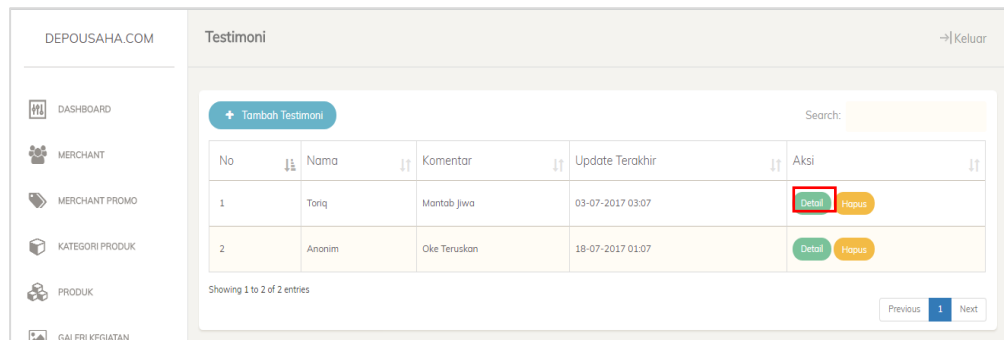 DEPOUSAHA.COM
Testimoni
Keluar
DASHBOARD
MERCHANT
MERCHANT PROMO
KATEGORI PRODUK
PRODUK
GALERI KEGIATAN
+ Tambah Testimoni
Search:
No Nama Komentar Update Terakhir Aksi
1 Toriq Mantab Jiwa 03-07-2017 03:07 Detail Hapus
2 Anonim Oke Teruskan 18-07-2017 01:07 Detail Hapus
Showing 1 to 2 of 2 entries
Previous 1 Next